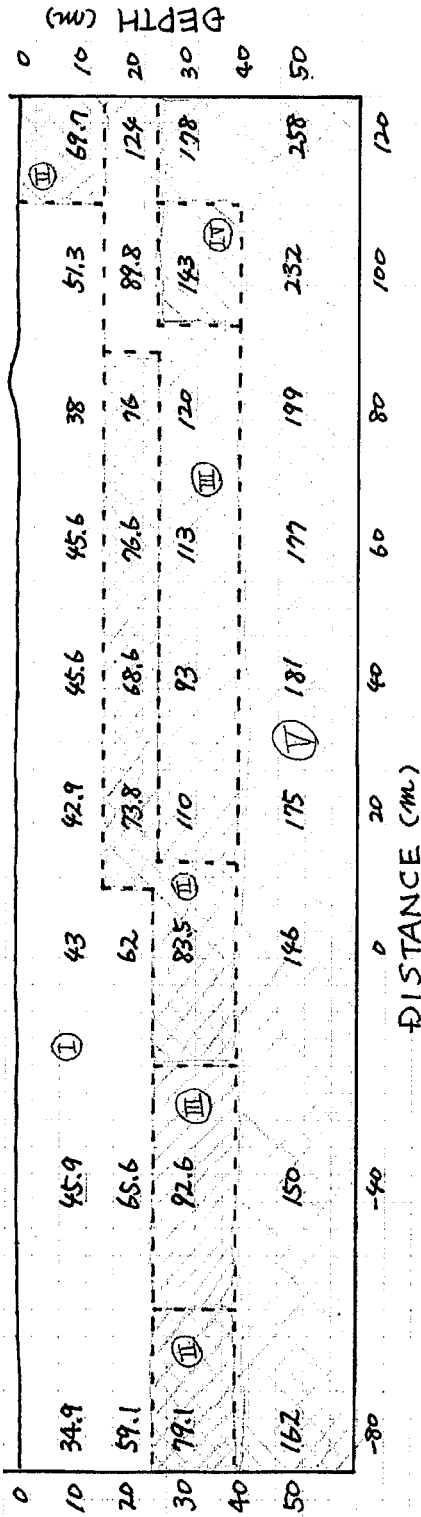 0 0
II
10 34.9 45.9 43 42.9 45.6 45.6 38 51.3 69.7 10
I
20 59.1 65.6 62 73.8 68.6 76.6 76 89.8 124 20
30 79.1 92.6 83.5 110 93 113 120 143 178 30
II III II III IV
40 40
50 162 150 146 175 181 177 199 232 258 50
V
-80 -40 0 20 40 60 80 100 120
DISTANCE (m)
DEPTH (m)